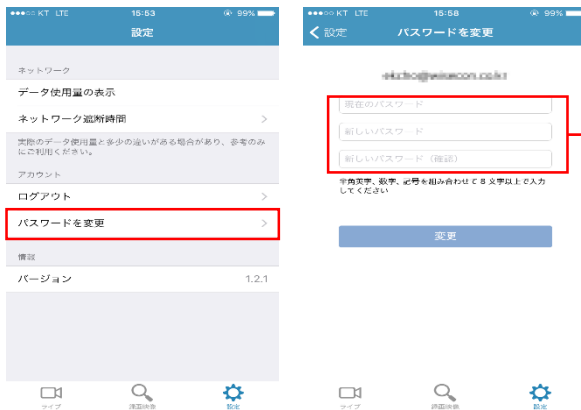 KT LTE 15:53 99%
設定
ネットワーク
データ使用量の表示
ネットワーク遮断時間
実際のデータ使用量と多少の違いがある場合があり、参考のみ
にご利用ください。
アカウント
ログアウト
パスワードを変更
情報
バージョン 1.2.1
ライブ 録画映像 設定
KT LTE 15:58 99%
設定 パスワードを変更
現在のパスワード
新しいパスワード
新しいパスワード（確認）
半角英字、数字、記号を組み合わせて8文字以上で入力
してください
変更
ライブ 録画映像 設定